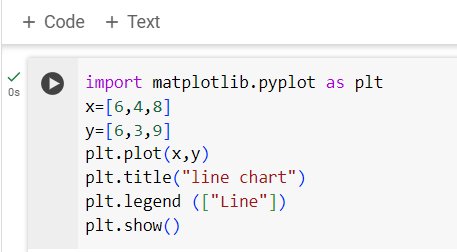 + Code + Text
0s
import matplotlib.pyplot as plt
x=[6,4,8]
y=[6,3,9]
plt.plot(x,y)
plt.title("line chart")
plt.legend (["Line"])
plt.show()